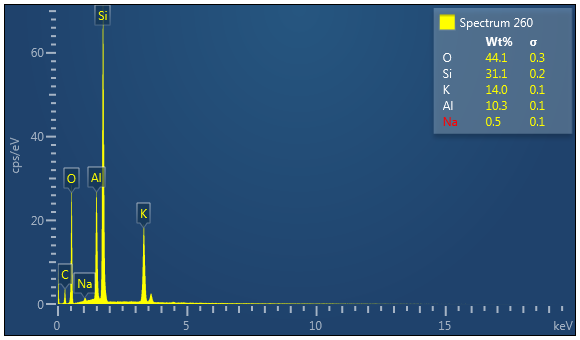 Si
Spectrum 260
Wt% σ
O 44.1 0.3
Si 31.1 0.2
K 14.0 0.1
Al 10.3 0.1
Na 0.5 0.1
60
40
cps/eV
O
Al
K
20
C
Na
0
0 5 10 15 keV